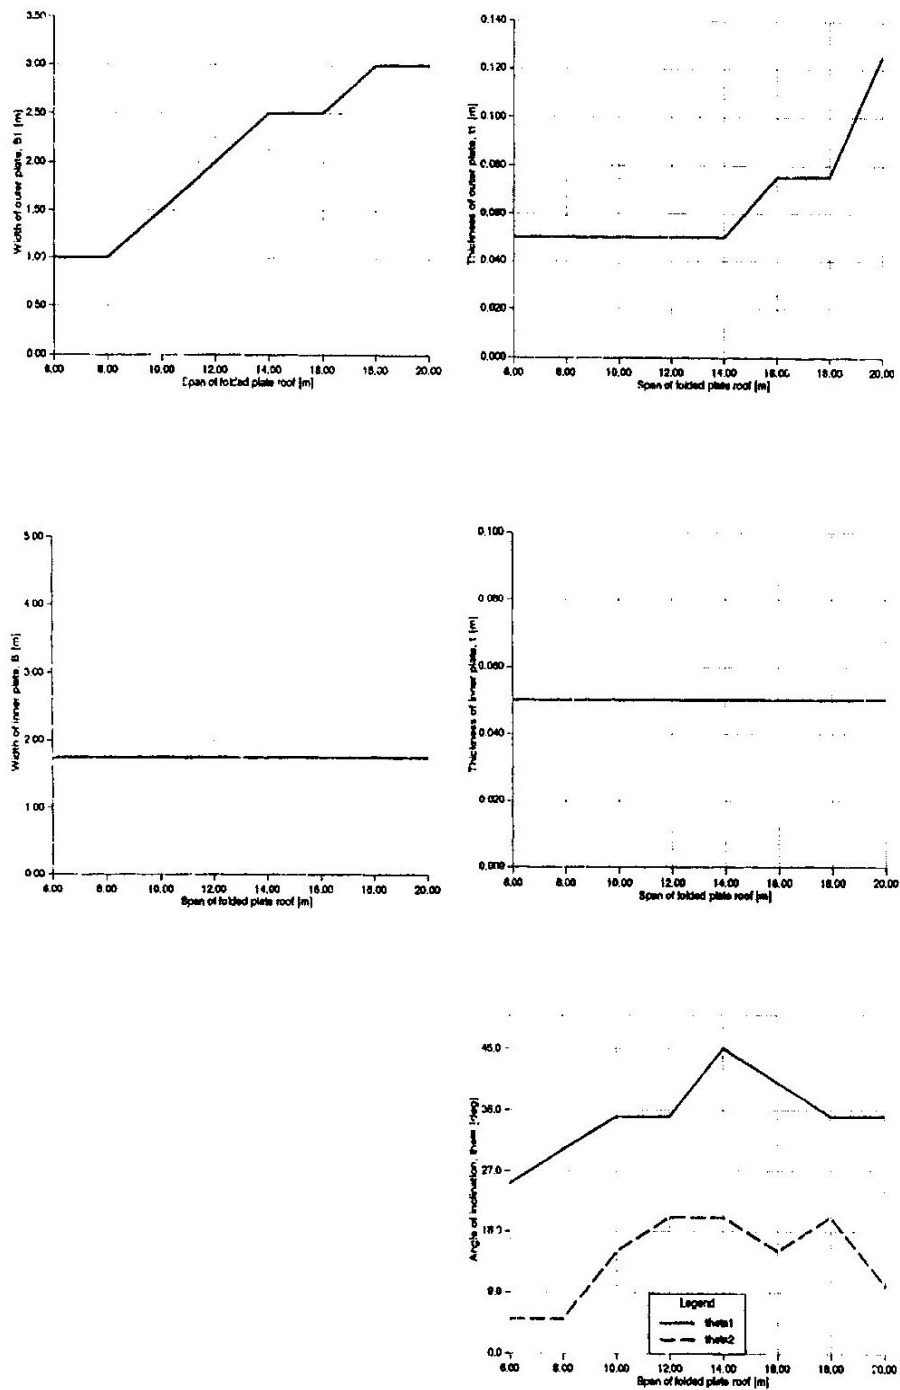 3.50
3.00
2.50
2.00
1.50
1.00
0.50
0.00
Width of outer plate, B1 [m]
6.00 8.00 10.00 12.00 14.00 16.00 18.00 20.00
Span of folded plate roof [m]
0.140
0.120
0.100
0.080
0.060
0.040
0.020
0.000
Thickness of outer plate, t1 [m]
6.00 8.00 10.00 12.00 14.00 16.00 18.00 20.00
Span of folded plate roof [m]
5.00
4.00
3.00
2.00
1.00
0.00
Width of inner plate, B [m]
6.00 8.00 10.00 12.00 14.00 16.00 18.00 20.00
Span of folded plate roof [m]
0.100
0.080
0.060
0.040
0.020
0.000
Thickness of inner plate, t [m]
6.00 8.00 10.00 12.00 14.00 16.00 18.00 20.00
Span of folded plate roof [m]
45.0
36.0
27.0
18.0
9.0
0.0
Angle of inclination, theta [deg]
Legend
theta1
theta2
6.00 8.00 10.00 12.00 14.00 16.00 18.00 20.00
Span of folded plate roof [m]